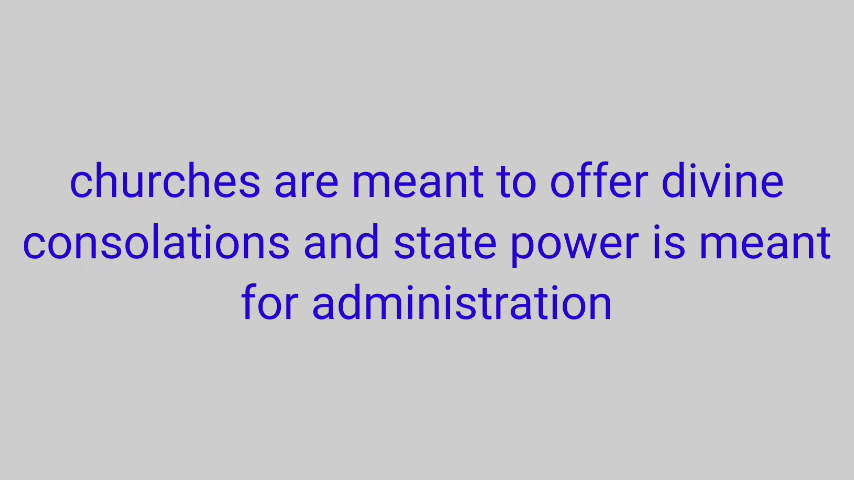 churches are meant to offer divine
consolations and state power is meant
for administration